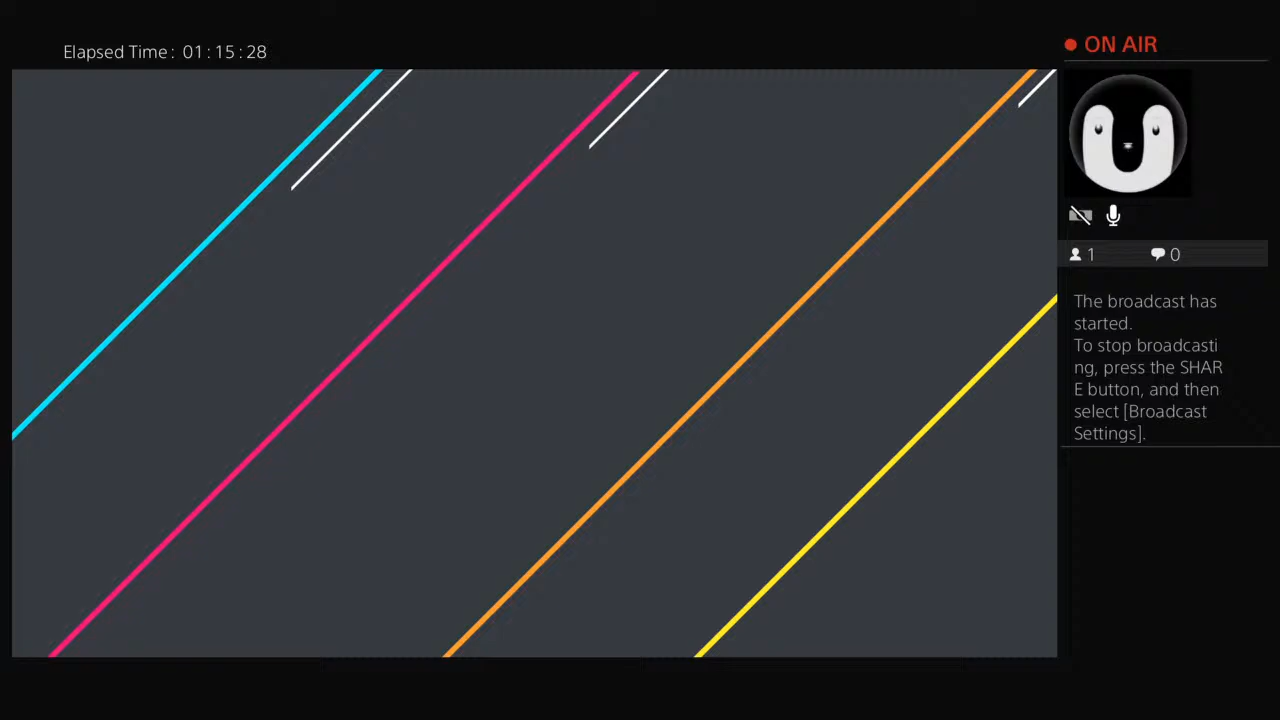 Elapsed Time: 01:15:28
ON AIR
1 0
The broadcast has
started.
To stop broadcasti
ng, press the SHAR
E button, and then
select [Broadcast
Settings].